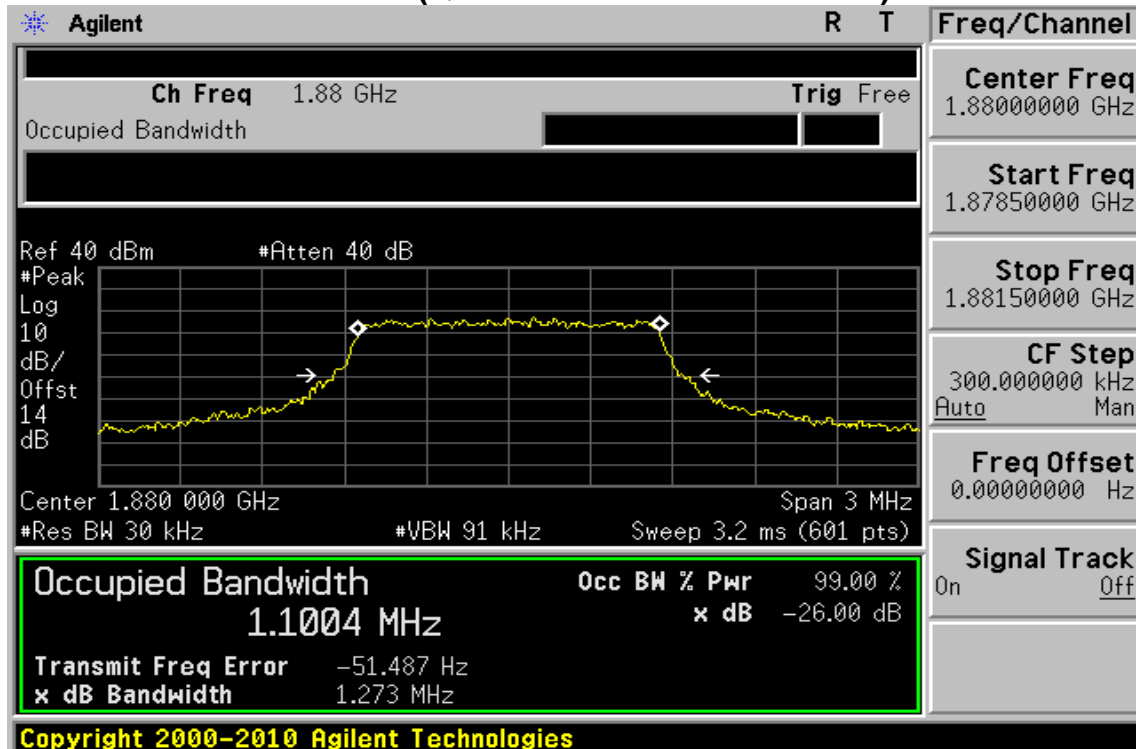 Agilent R T Freq/Channel
Ch Freq 1.88 GHz Trig Free
Occupied Bandwidth
Center Freq
1.88000000 GHz
Start Freq
1.87850000 GHz
Stop Freq
1.88150000 GHz
CF Step
300.000000 kHz
Auto Man
Freq Offset
0.00000000 Hz
Signal Track
On Off
Ref 40 dBm #Atten 40 dB
#Peak
Log
10
dB/
Offst
14
dB
Center 1.880 000 GHz Span 3 MHz
#Res BW 30 kHz #VBW 91 kHz Sweep 3.2 ms (601 pts)
Occupied Bandwidth Occ BW % Pwr 99.00 %
1.1004 MHz x dB -26.00 dB
Transmit Freq Error -51.487 Hz
x dB Bandwidth 1.273 MHz
Copyright 2000-2010 Agilent Technologies